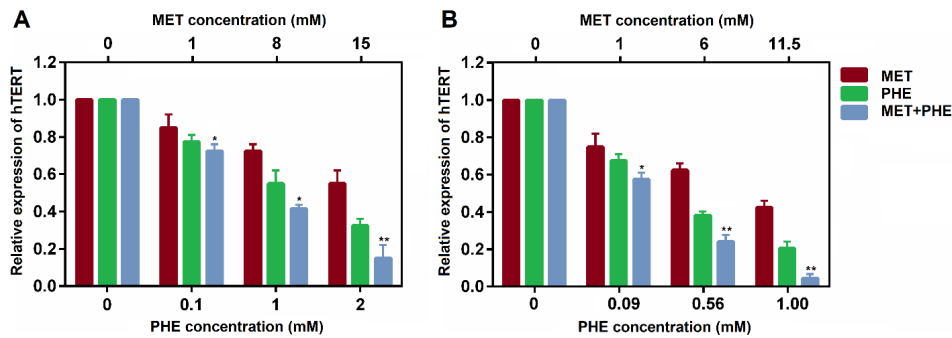 A
MET concentration (mM)
0 1 8 15
Relative expression of hTERT
1.2
1.0
0.8
0.6
0.4
0.2
0.0
* * **
0 0.1 1 2
PHE concentration (mM)
B
MET concentration (mM)
0 1 6 11.5
Relative expression of hTERT
1.2
1.0
0.8
0.6
0.4
0.2
0.0
* ** **
0 0.09 0.56 1.00
PHE concentration (mM)
MET
PHE
MET+PHE